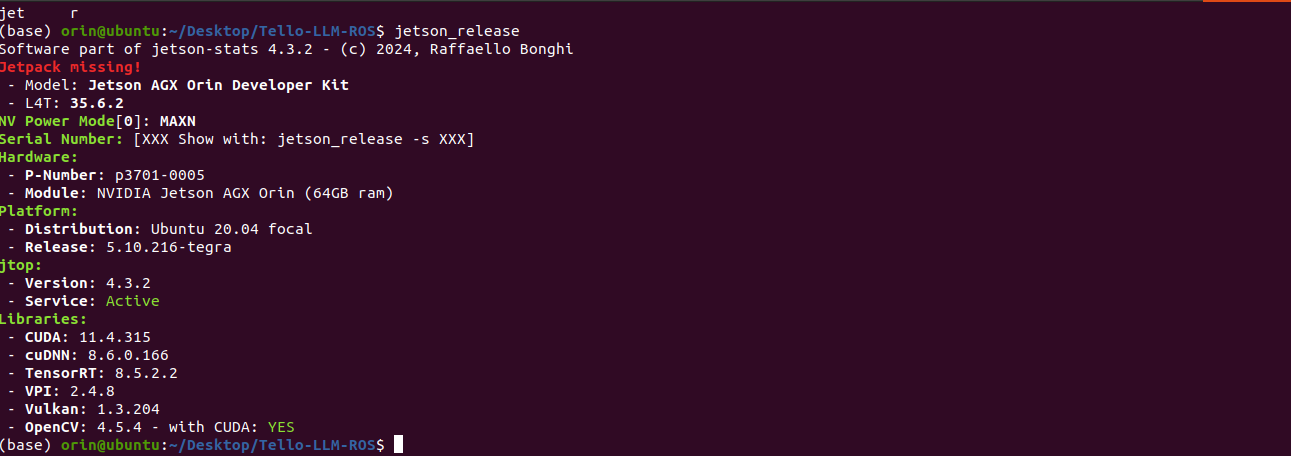 jet     r
(base) orin@ubuntu:~/Desktop/Tello-LLM-ROS$ jetson_release
Software part of jetson-stats 4.3.2 - (c) 2024, Raffaello Bonghi
Jetpack missing!
 - Model: Jetson AGX Orin Developer Kit
 - L4T: 35.6.2
NV Power Mode[0]: MAXN
Serial Number: [XXX Show with: jetson_release -s XXX]
Hardware:
 - P-Number: p3701-0005
 - Module: NVIDIA Jetson AGX Orin (64GB ram)
Platform:
 - Distribution: Ubuntu 20.04 focal
 - Release: 5.10.216-tegra
jtop:
 - Version: 4.3.2
 - Service: Active
Libraries:
 - CUDA: 11.4.315
 - cuDNN: 8.6.0.166
 - TensorRT: 8.5.2.2
 - VPI: 2.4.8
 - Vulkan: 1.3.204
 - OpenCV: 4.5.4 - with CUDA: YES
(base) orin@ubuntu:~/Desktop/Tello-LLM-ROS$